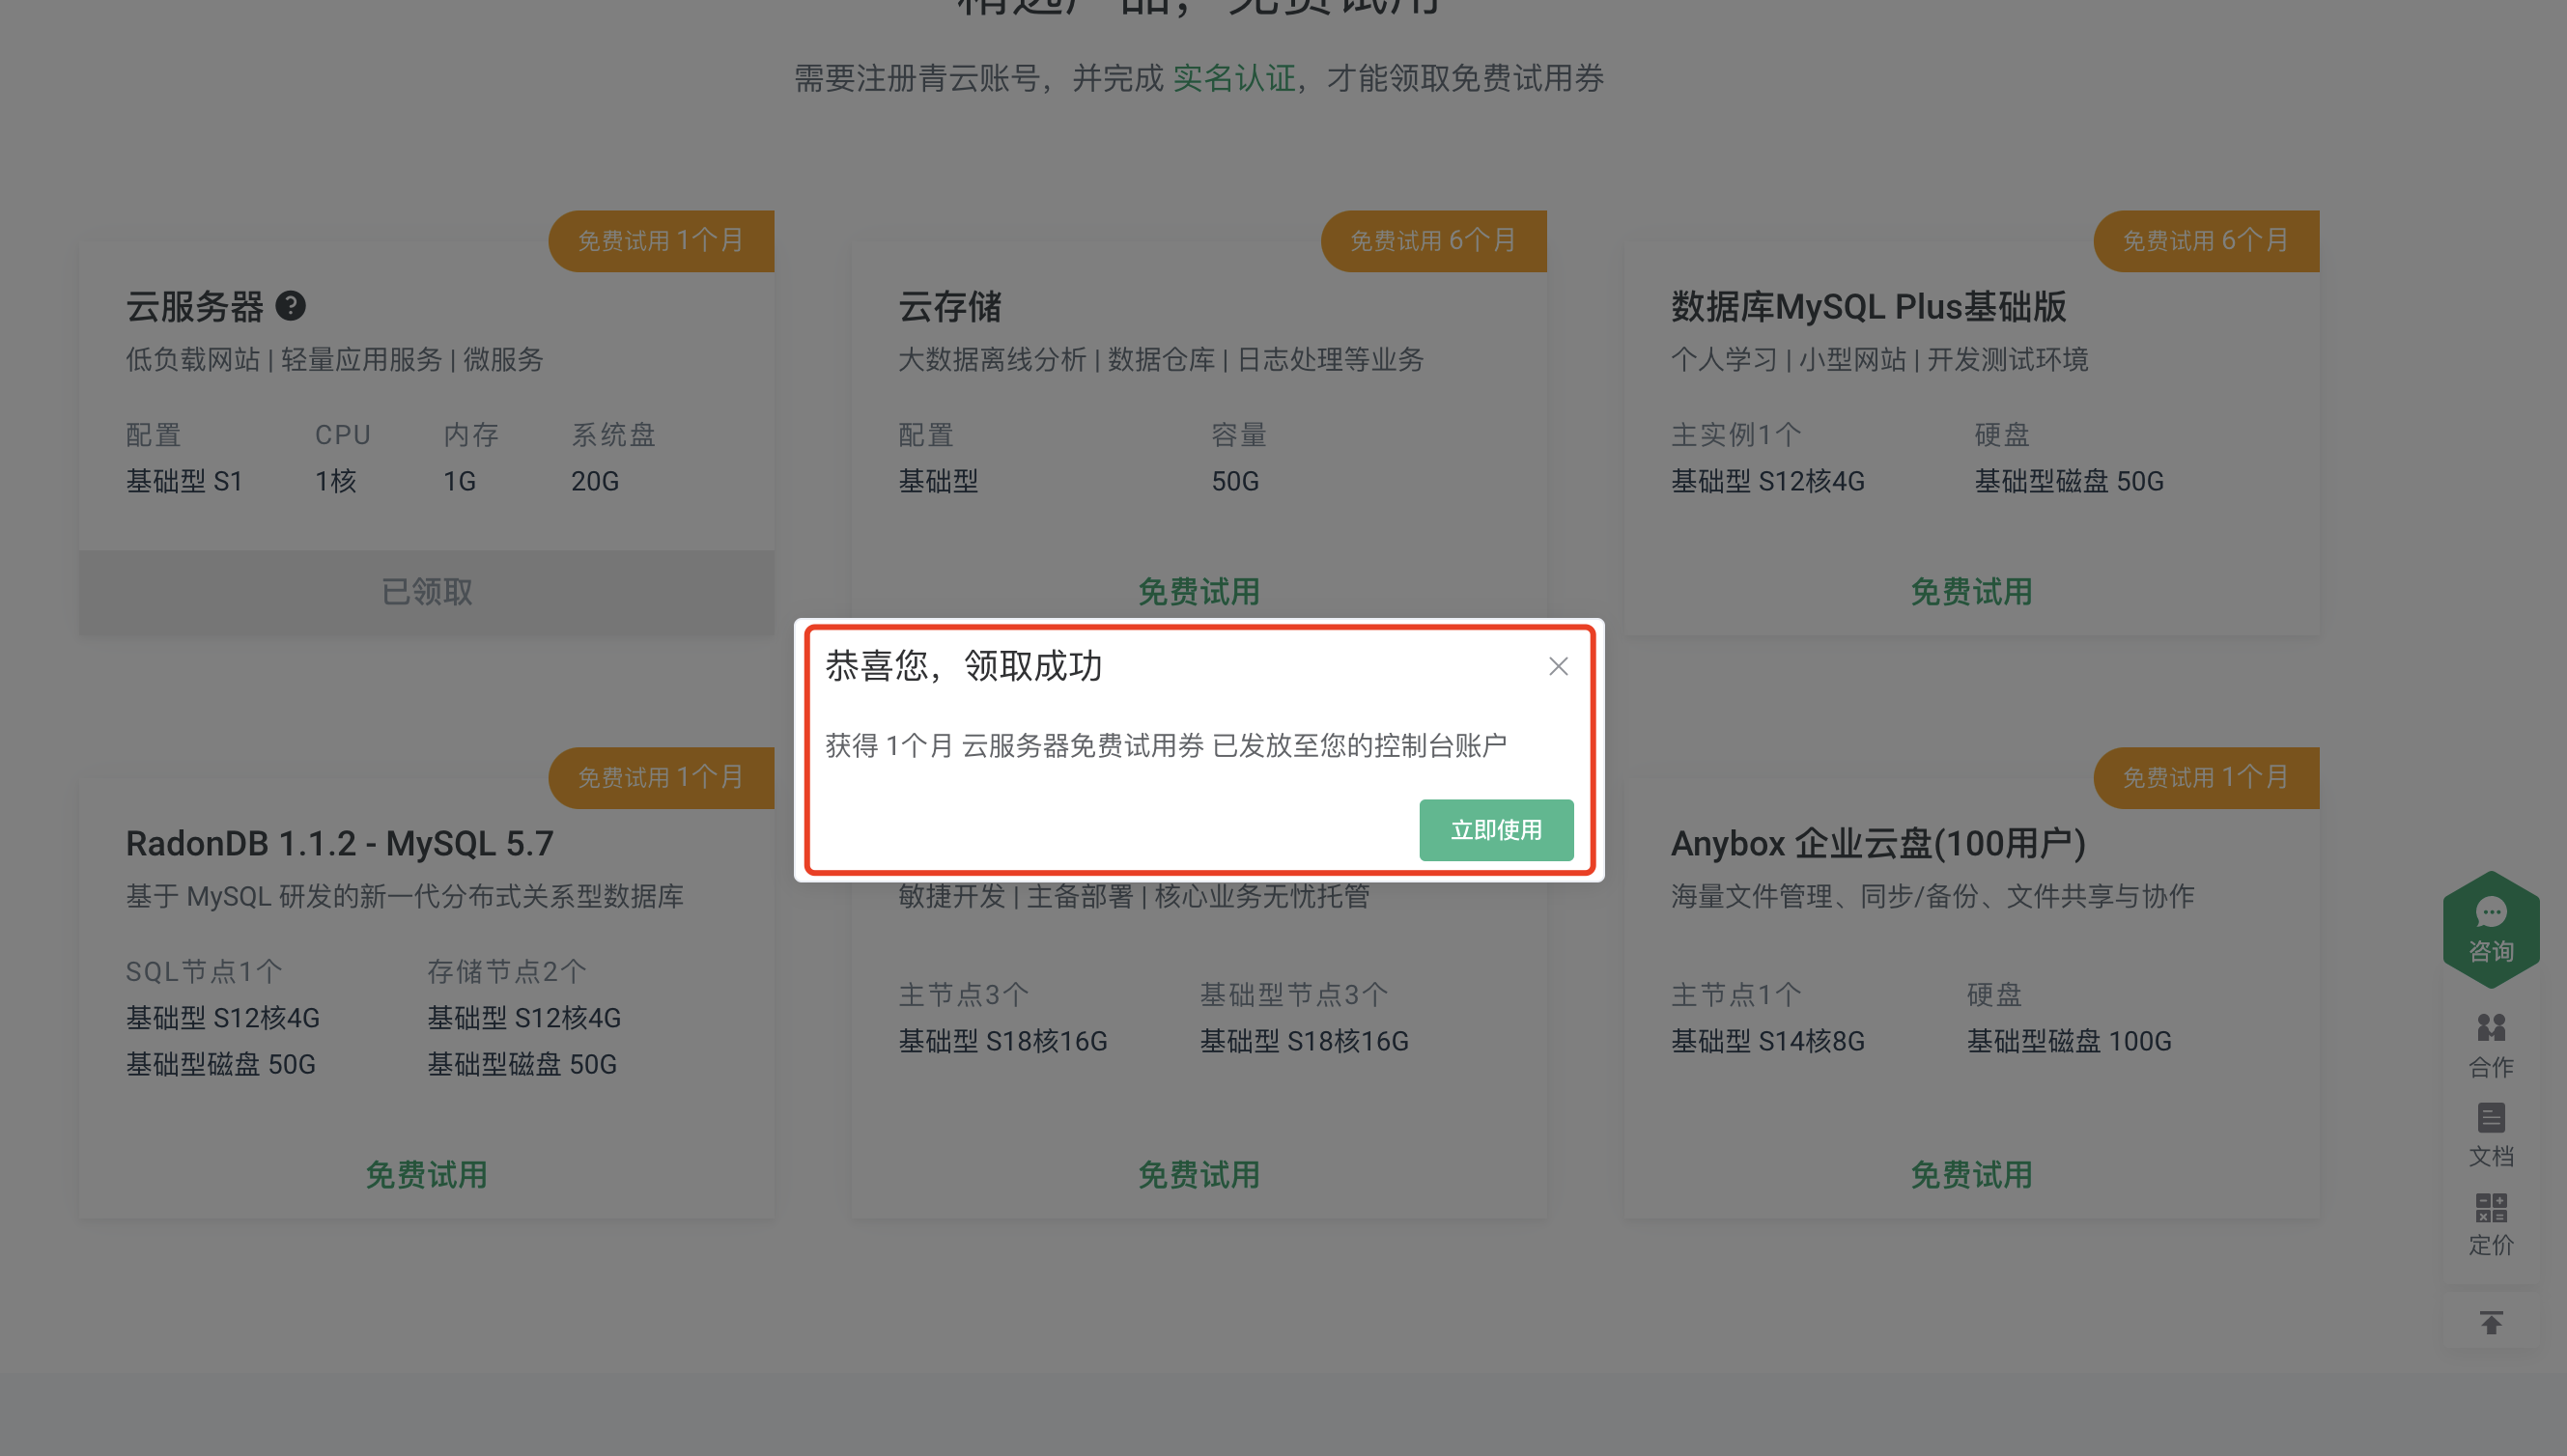 精选产品，免费试用
需要注册青云账号，并完成 实名认证，才能领取免费试用券
免费试用 1个月
云服务器 ?
低负载网站 | 轻量应用服务 | 微服务
配置 CPU 内存 系统盘
基础型 S1 1核 1G 20G
已领取
免费试用 6个月
云存储
大数据离线分析 | 数据仓库 | 日志处理等业务
配置 容量
基础型 50G
免费试用
免费试用 6个月
数据库MySQL Plus基础版
个人学习 | 小型网站 | 开发测试环境
主实例1个 硬盘
基础型 S12核4G 基础型磁盘 50G
免费试用
恭喜您，领取成功
获得 1个月 云服务器免费试用券 已发放至您的控制台账户
立即使用
免费试用 1个月
RadonDB 1.1.2 - MySQL 5.7
基于 MySQL 研发的新一代分布式关系型数据库
SQL节点1个 存储节点2个
基础型 S12核4G 基础型 S12核4G
基础型磁盘 50G 基础型磁盘 50G
免费试用
敏捷开发 | 主备部署 | 核心业务无忧托管
主节点3个 基础型节点3个
基础型 S18核16G 基础型 S18核16G
免费试用
免费试用 1个月
Anybox 企业云盘(100用户)
海量文件管理、同步/备份、文件共享与协作
主节点1个 硬盘
基础型 S14核8G 基础型磁盘 100G
免费试用
咨询
合作
文档
定价